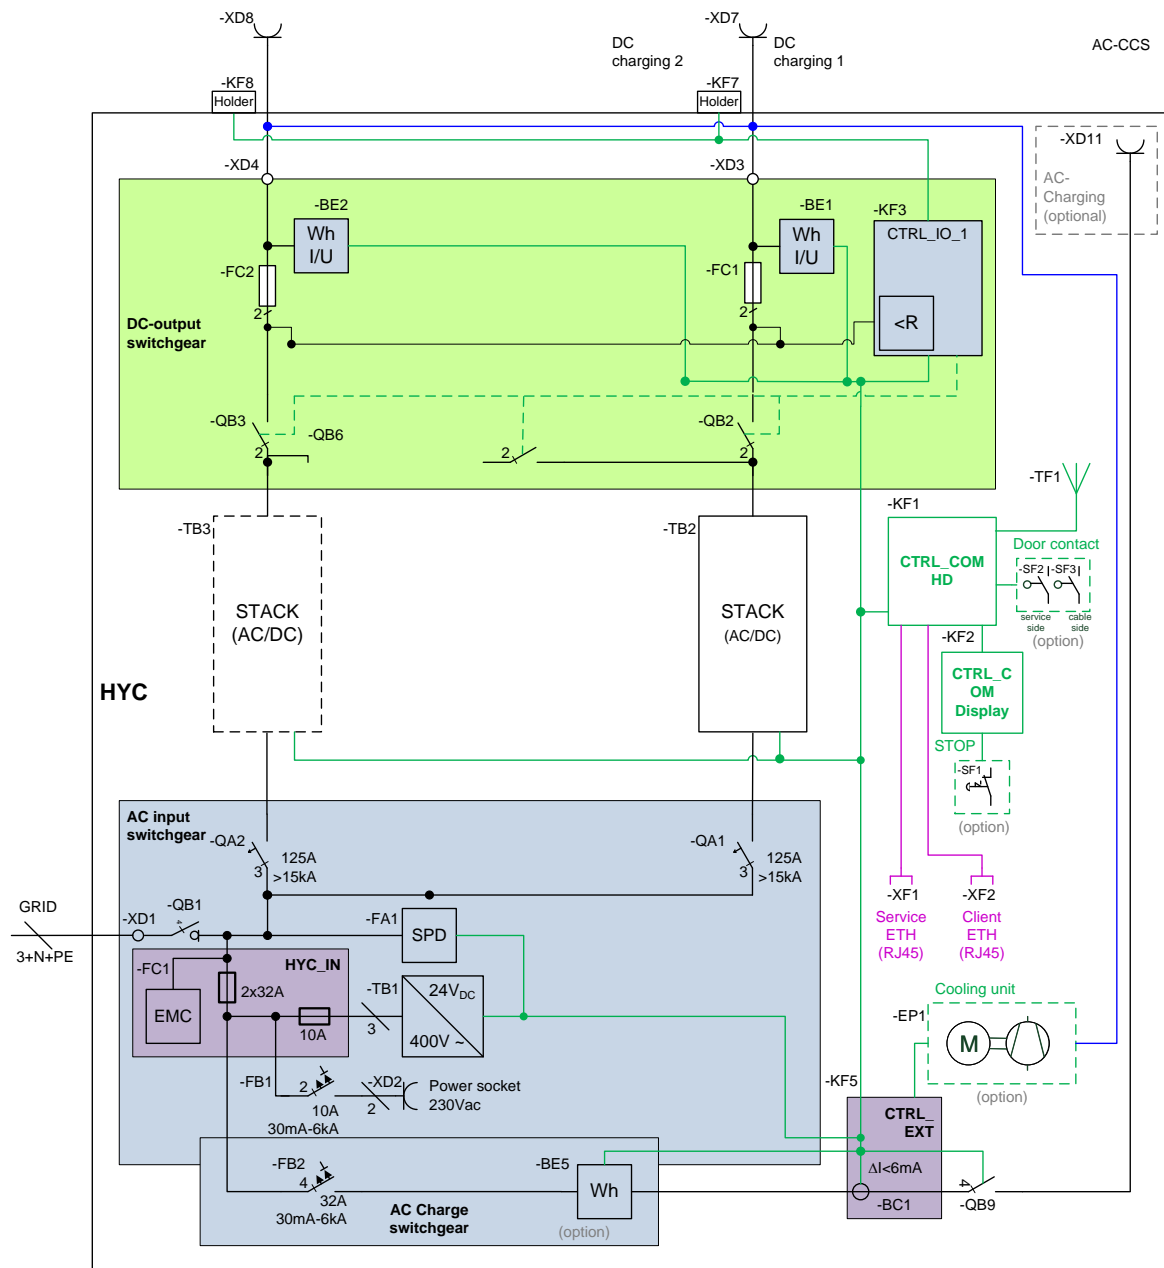 -XD8
-XD7
DC
charging 2
DC
charging 1
AC-CCS
-KF8
Holder
-KF7
Holder
-XD11
AC-
Charging
(optional)
-XD4
-XD3
-BE2
Wh
I/U
-BE1
Wh
I/U
-KF3
CTRL_IO_1
<R
-FC2
2
-FC1
2
DC-output
switchgear
-QB3
2
-QB6
2
-QB2
2
-TF1
-TB3
STACK
(AC/DC)
-TB2
STACK
(AC/DC)
-KF1
CTRL_COM
HD
Door contact
-SF2
-SF3
service
side
cable
side
(option)
-KF2
CTRL_C
OM
Display
STOP
-SF1
(option)
HYC
AC input
switchgear
-QA2
3
125A
>15kA
-QA1
3
125A
>15kA
-XF1
Service
ETH
(RJ45)
-XF2
Client
ETH
(RJ45)
GRID
3+N+PE
-XD1
-QB1
4
-FA1
SPD
-FC1
HYC_IN
2x32A
EMC
10A
-TB1
3
24VDC
400V ~
Cooling unit
-EP1
M
(option)
-FB1
2
10A
30mA-6kA
-XD2
2
Power socket
230Vac
-KF5
CTRL_
EXT
ΔI<6mA
-BC1
4
-QB9
-FB2
4
32A
30mA-6kA
-BE5
Wh
(option)
AC Charge
switchgear